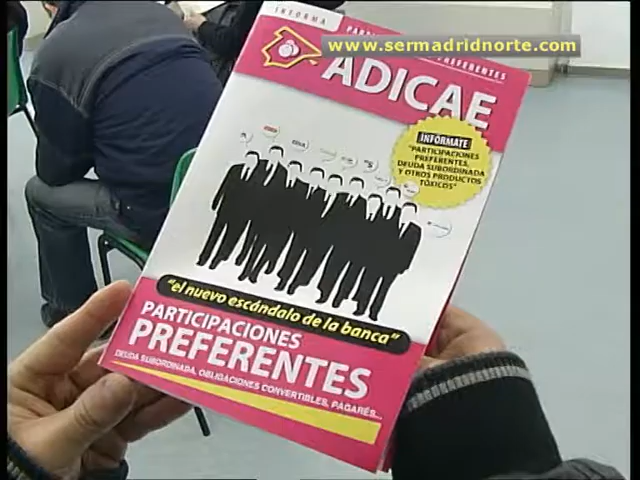 INFORMA
www.sermadridnorte.com
PREFERENTES
ADICAE
INFÓRMATE
"PARTICIPACIONES
PREFERENTES,
DEUDA SUBORDINADA
Y OTROS PRODUCTOS
TÓXICOS"
"el nuevo escándalo de la banca"
PARTICIPACIONES
PREFERENTES
DEUDA SUBORDINADA, OBLIGACIONES CONVERTIBLES, PAGARÉS...